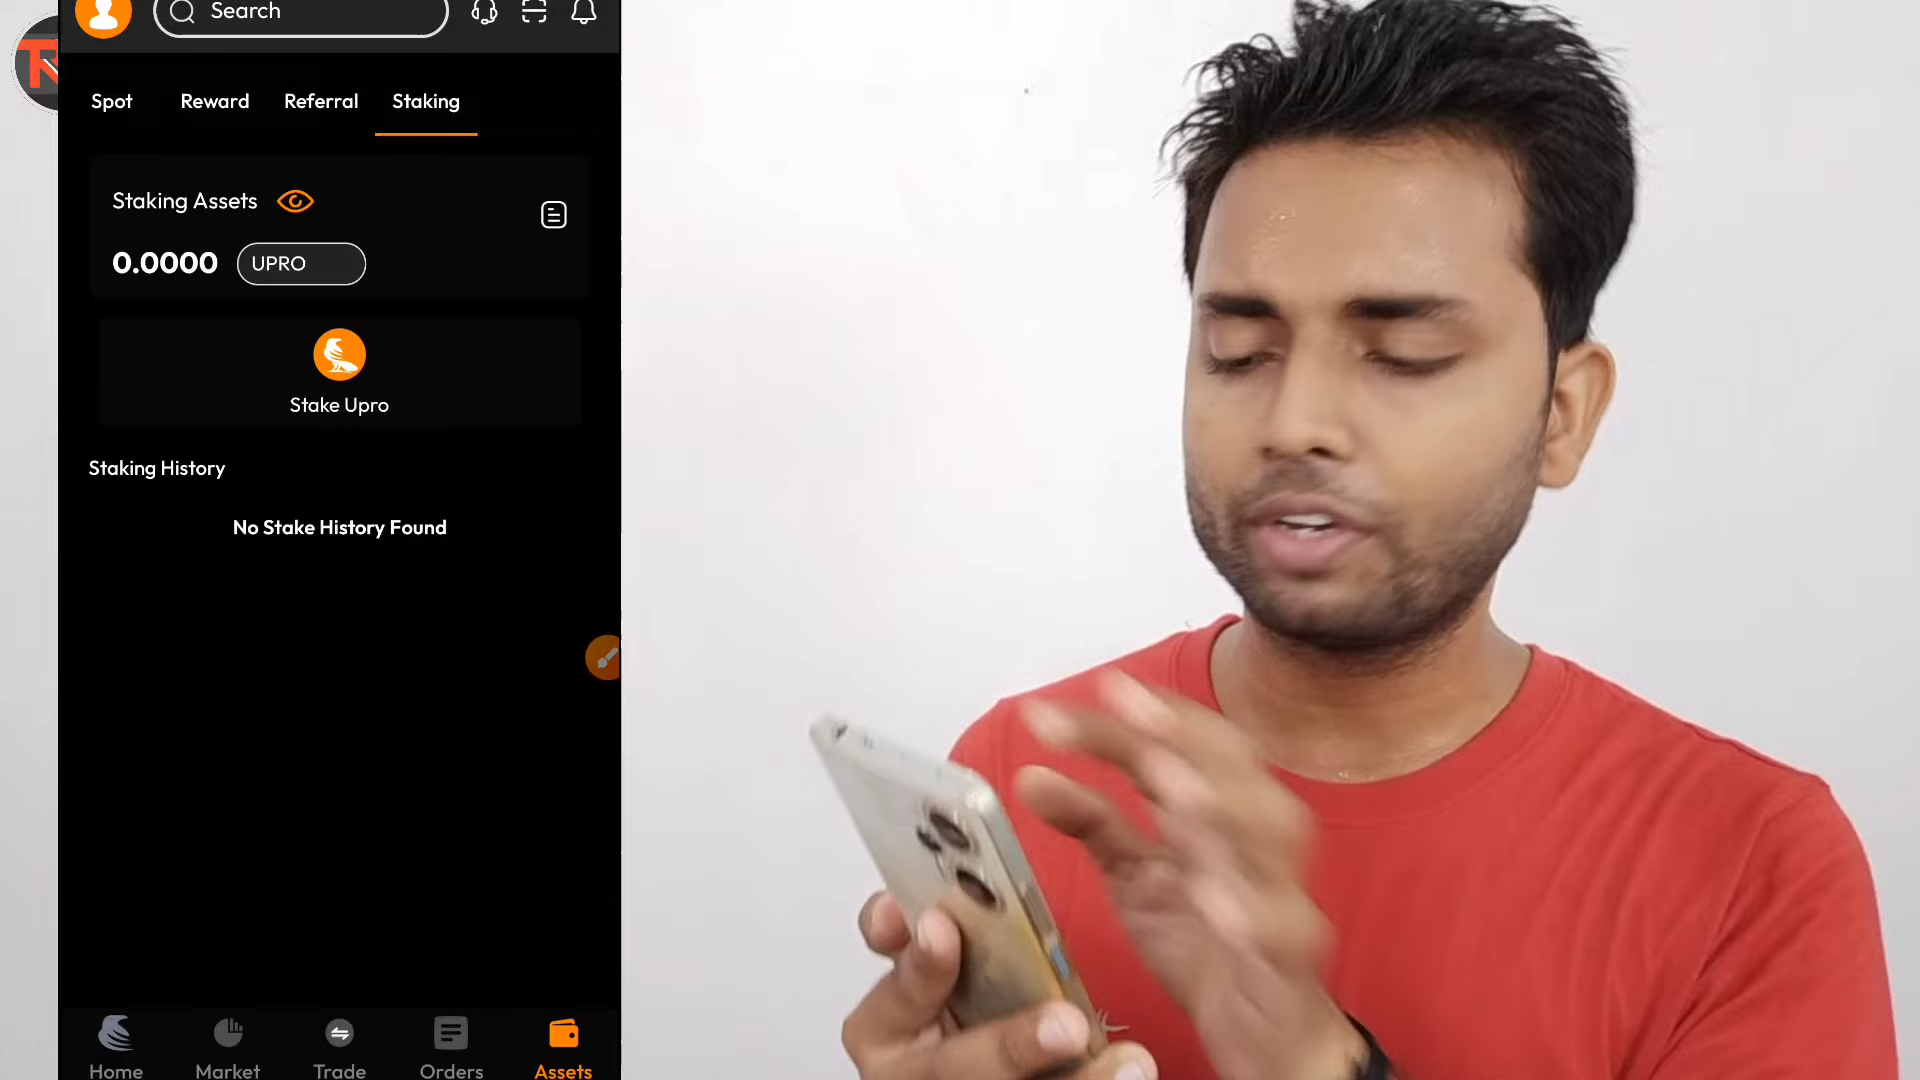 Search
Spot Reward Referral Staking
Staking Assets
0.0000 UPRO
Stake Upro
Staking History
No Stake History Found
Home Market Trade Orders Assets